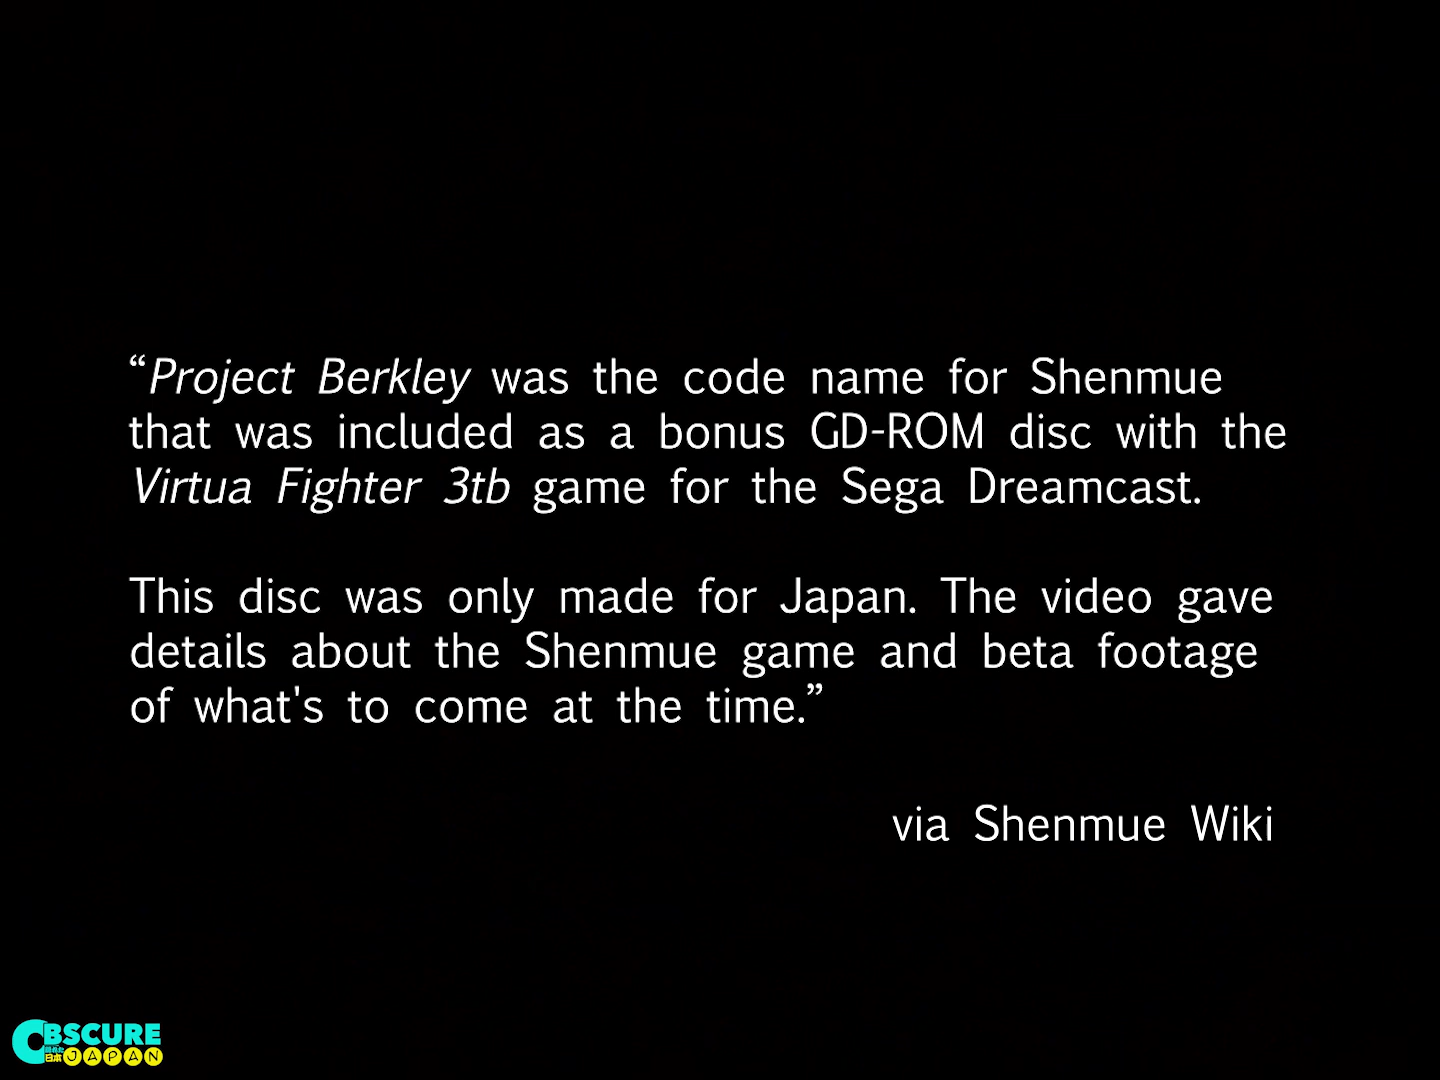 “Project Berkley was the code name for Shenmue
that was included as a bonus GD-ROM disc with the
Virtua Fighter 3tb game for the Sega Dreamcast.
This disc was only made for Japan. The video gave
details about the Shenmue game and beta footage
of what's to come at the time.”
via Shenmue Wiki
OBSCURE
日本 JAPAN